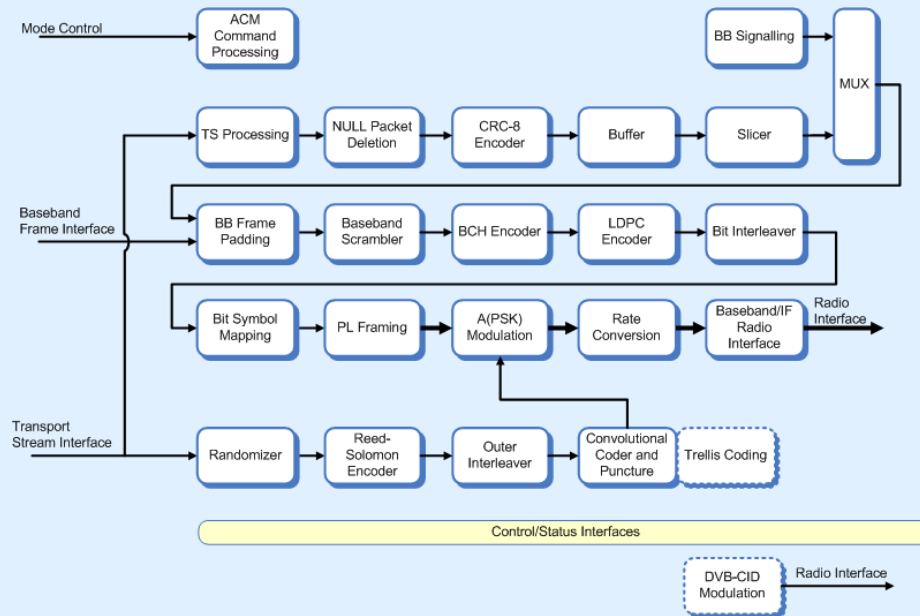 Mode Control
ACM
Command
Processing
BB Signalling
MUX
TS Processing
NULL Packet
Deletion
CRC-8
Encoder
Buffer
Slicer
Baseband
Frame Interface
BB Frame
Padding
Baseband
Scrambler
BCH Encoder
LDPC
Encoder
Bit Interleaver
Bit Symbol
Mapping
PL Framing
A(PSK)
Modulation
Rate
Conversion
Baseband/IF
Radio
Interface
Radio
Interface
Transport
Stream Interface
Randomizer
Reed-
Solomon
Encoder
Outer
Interleaver
Convolutional
Coder and
Puncture
Trellis Coding
Control/Status Interfaces
DVB-CID
Modulation
Radio Interface